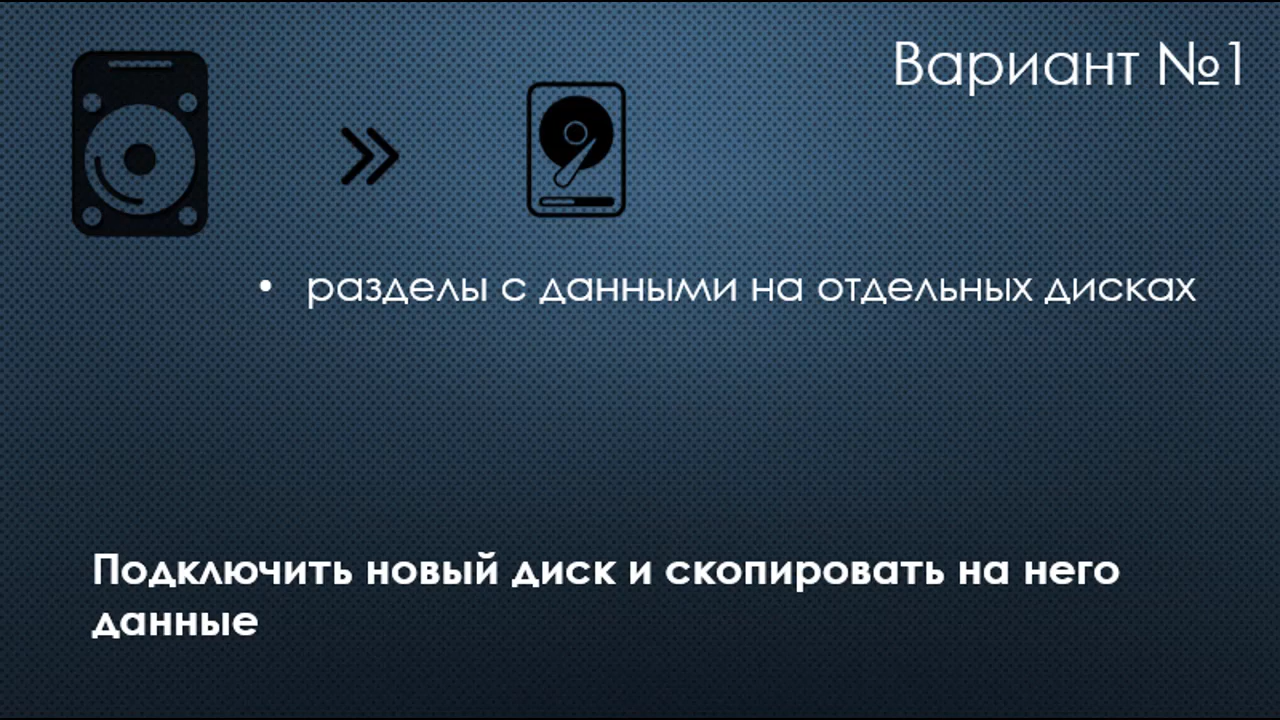 Вариант №1
• разделы с данными на отдельных дисках
Подключить новый диск и скопировать на него
данные